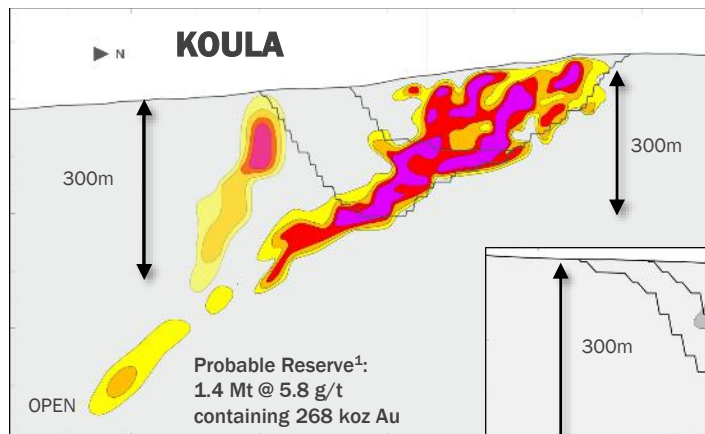 N
KOULA
300m
300m
300m
Probable Reserve¹:
1.4 Mt @ 5.8 g/t
containing 268 koz Au
OPEN